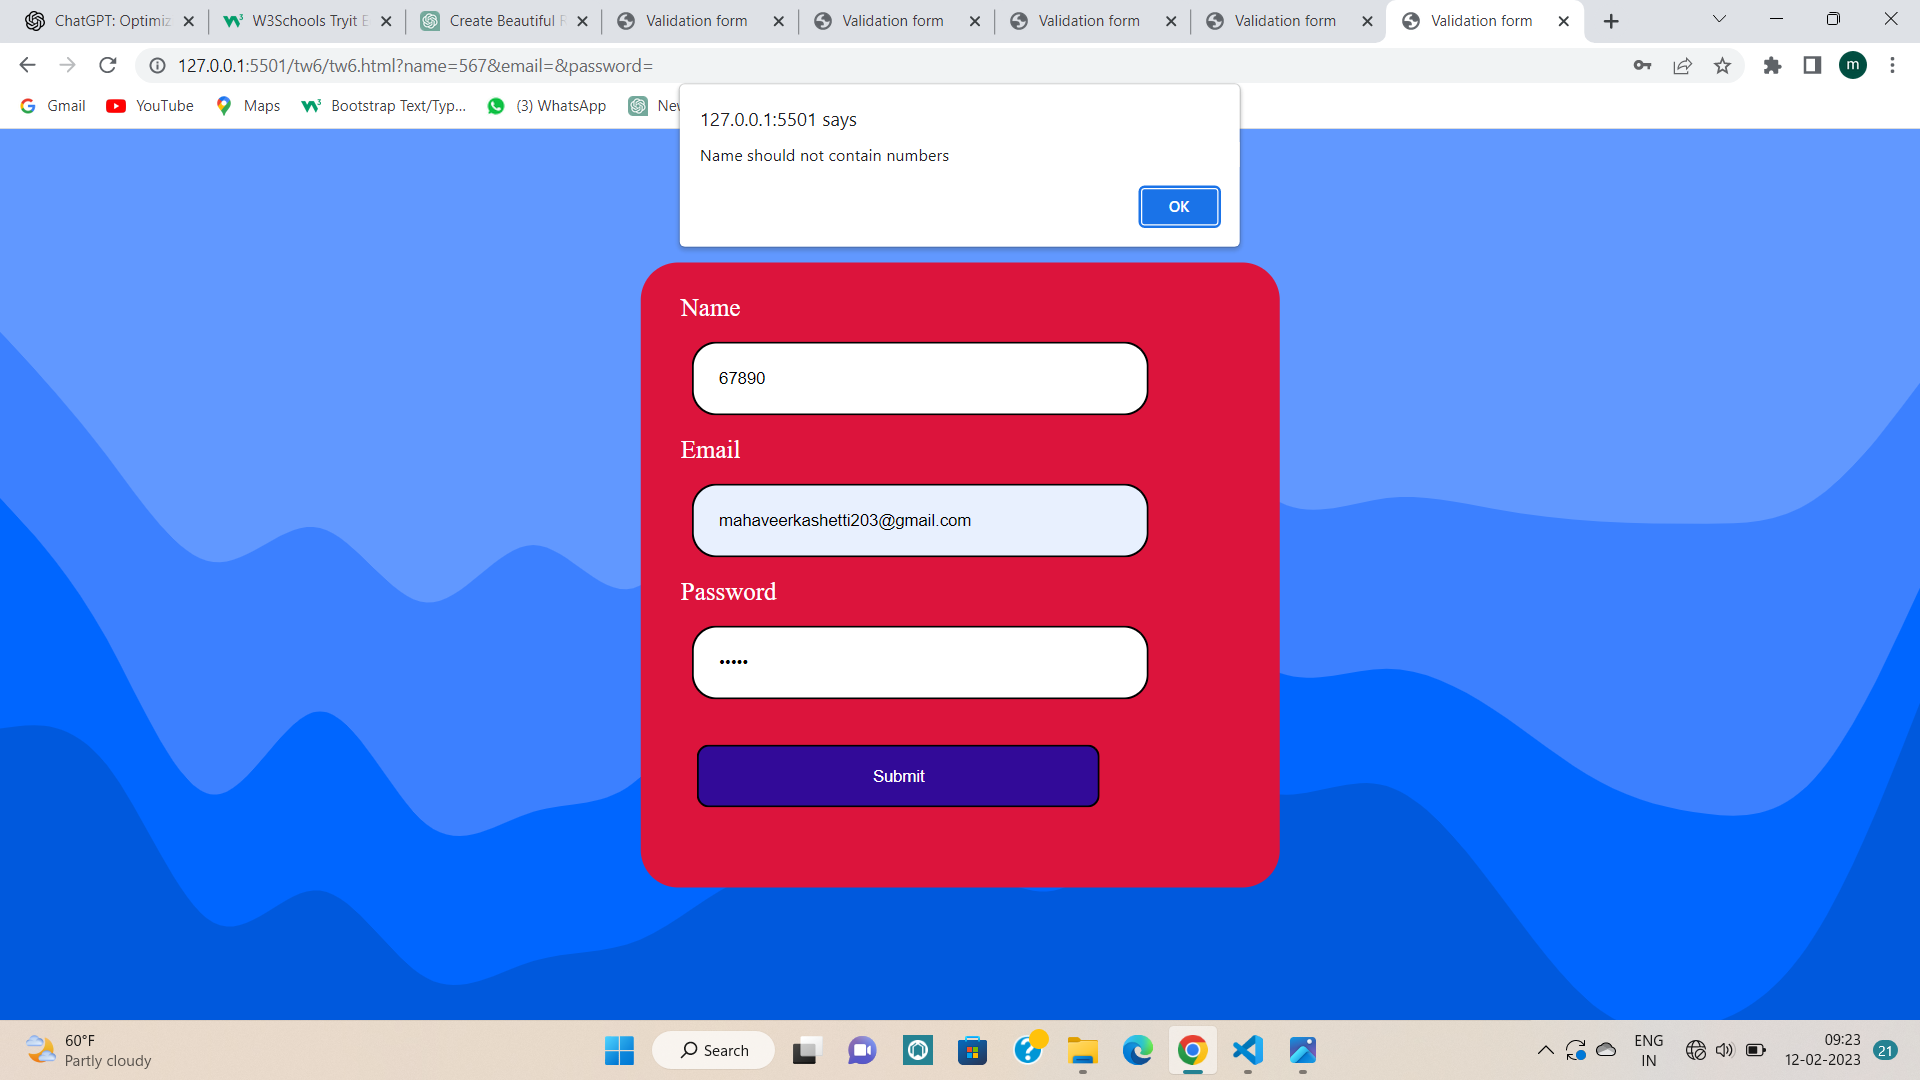 ChatGPT: Optimiz
W3Schools Tryit E
Create Beautiful R
Validation form
Validation form
Validation form
Validation form
Validation form
127.0.0.1:5501/tw6/tw6.html?name=567&email=&password=
m
Gmail
YouTube
Maps
Bootstrap Text/Typ...
(3) WhatsApp
New
127.0.0.1:5501 says
Name should not contain numbers
OK
Name
67890
Email
mahaveerkashetti203@gmail.com
Password
•••••
Submit
60°F
Partly cloudy
Search
ENG
IN
09:23
12-02-2023
21